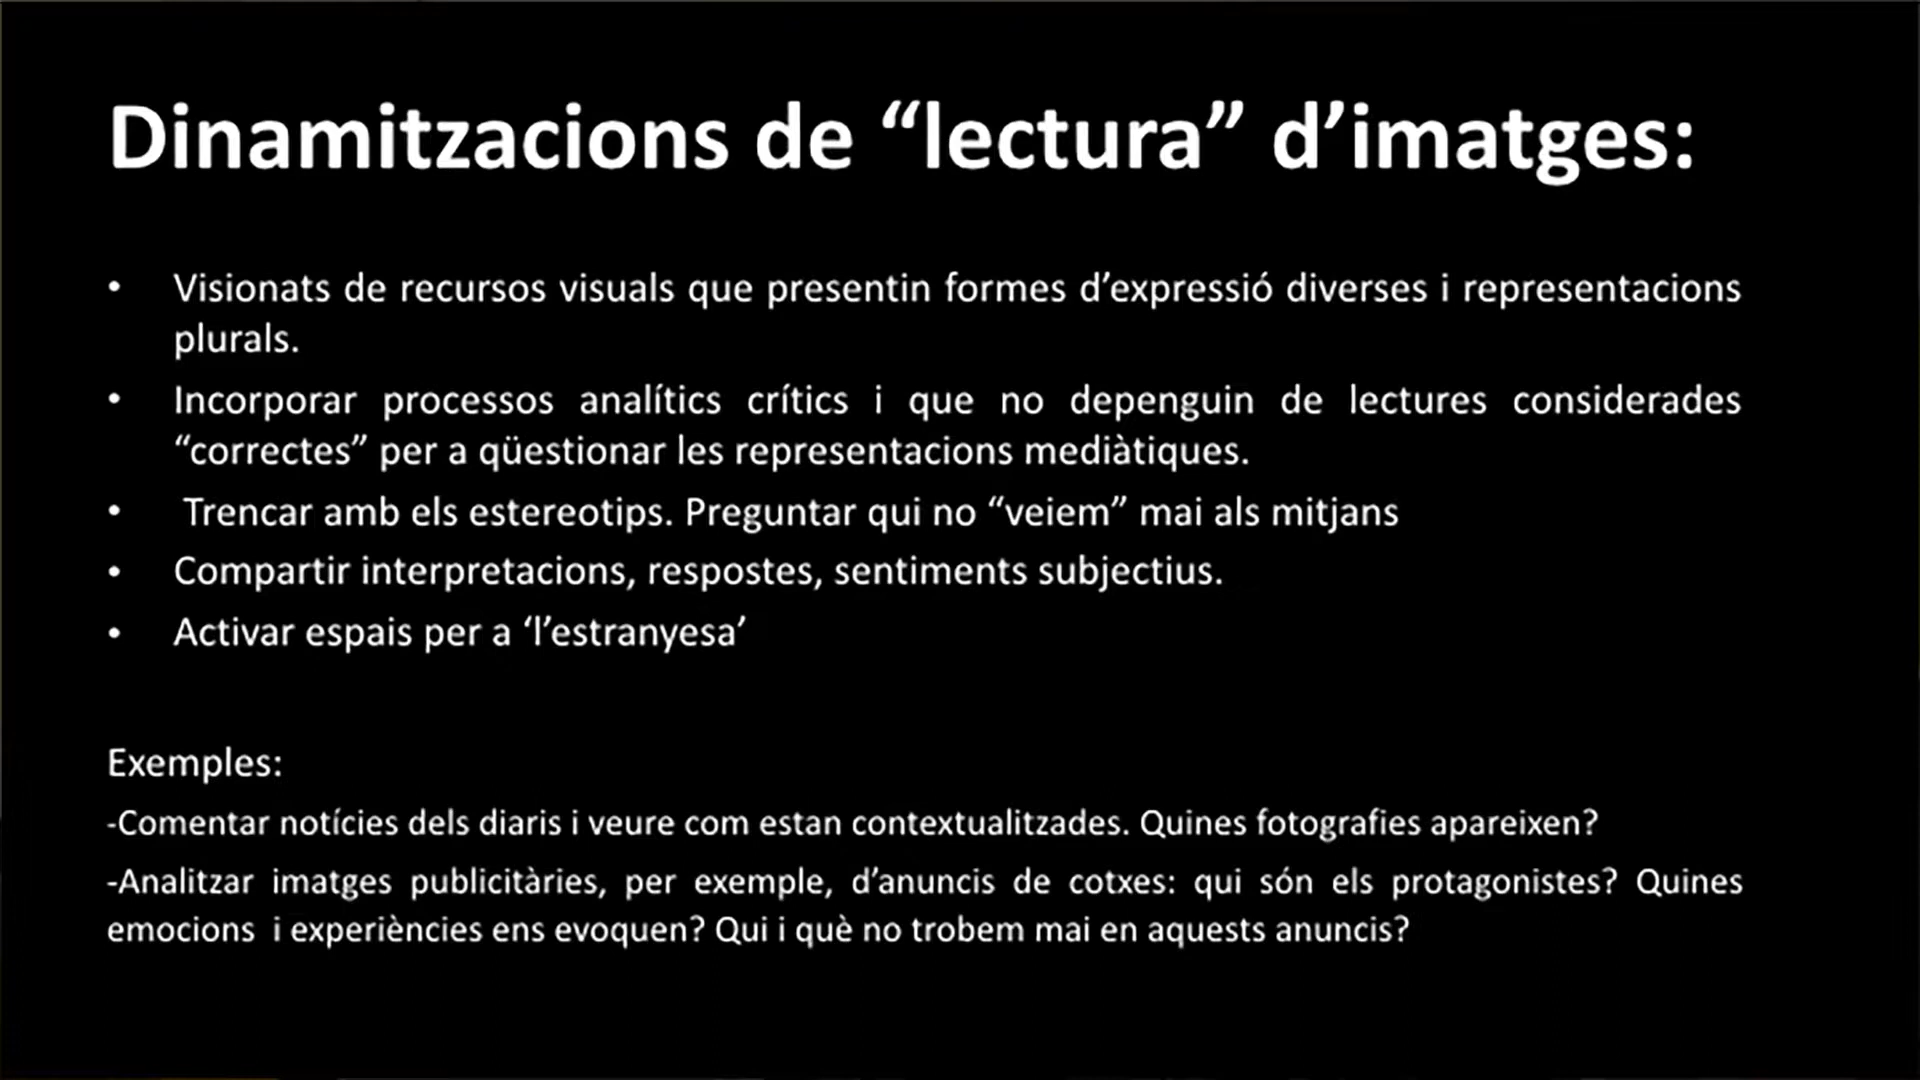 Dinamitzacions de “lectura” d’imatges:
• Visionats de recursos visuals que presentin formes d’expressió diverses i representacions
plurals.
• Incorporar processos analítics crítics i que no depenguin de lectures considerades
“correctes” per a qüestionar les representacions mediàtiques.
• Trencar amb els estereotips. Preguntar qui no “veiem” mai als mitjans
• Compartir interpretacions, respostes, sentiments subjectius.
• Activar espais per a ‘l’estranyesa’
Exemples:
-Comentar notícies dels diaris i veure com estan contextualitzades. Quines fotografies apareixen?
-Analitzar imatges publicitàries, per exemple, d’anuncis de cotxes: qui són els protagonistes? Quines
emocions i experiències ens evoquen? Qui i què no trobem mai en aquests anuncis?